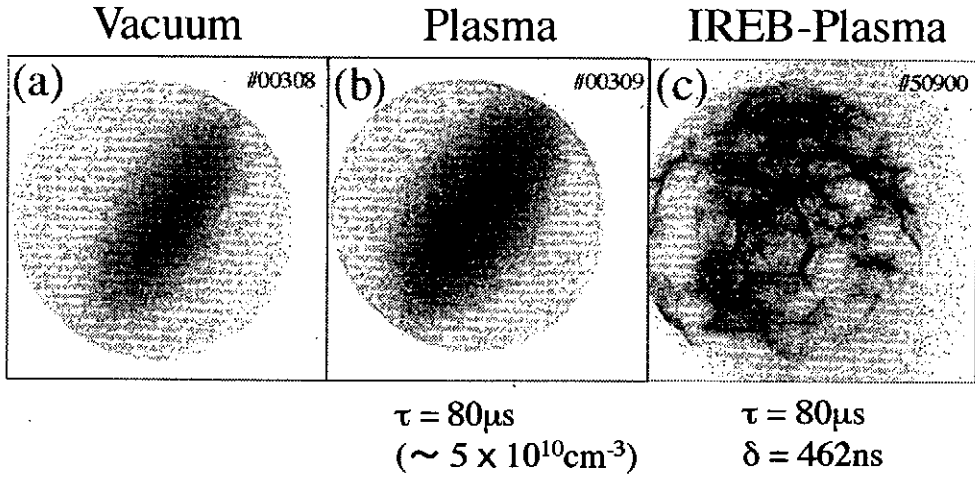 Vacuum Plasma IREB-Plasma
(a) #00308 (b) #00309 (c) #50900
τ = 80μs τ = 80μs
(~ 5 x 10¹⁰cm⁻³) δ = 462ns